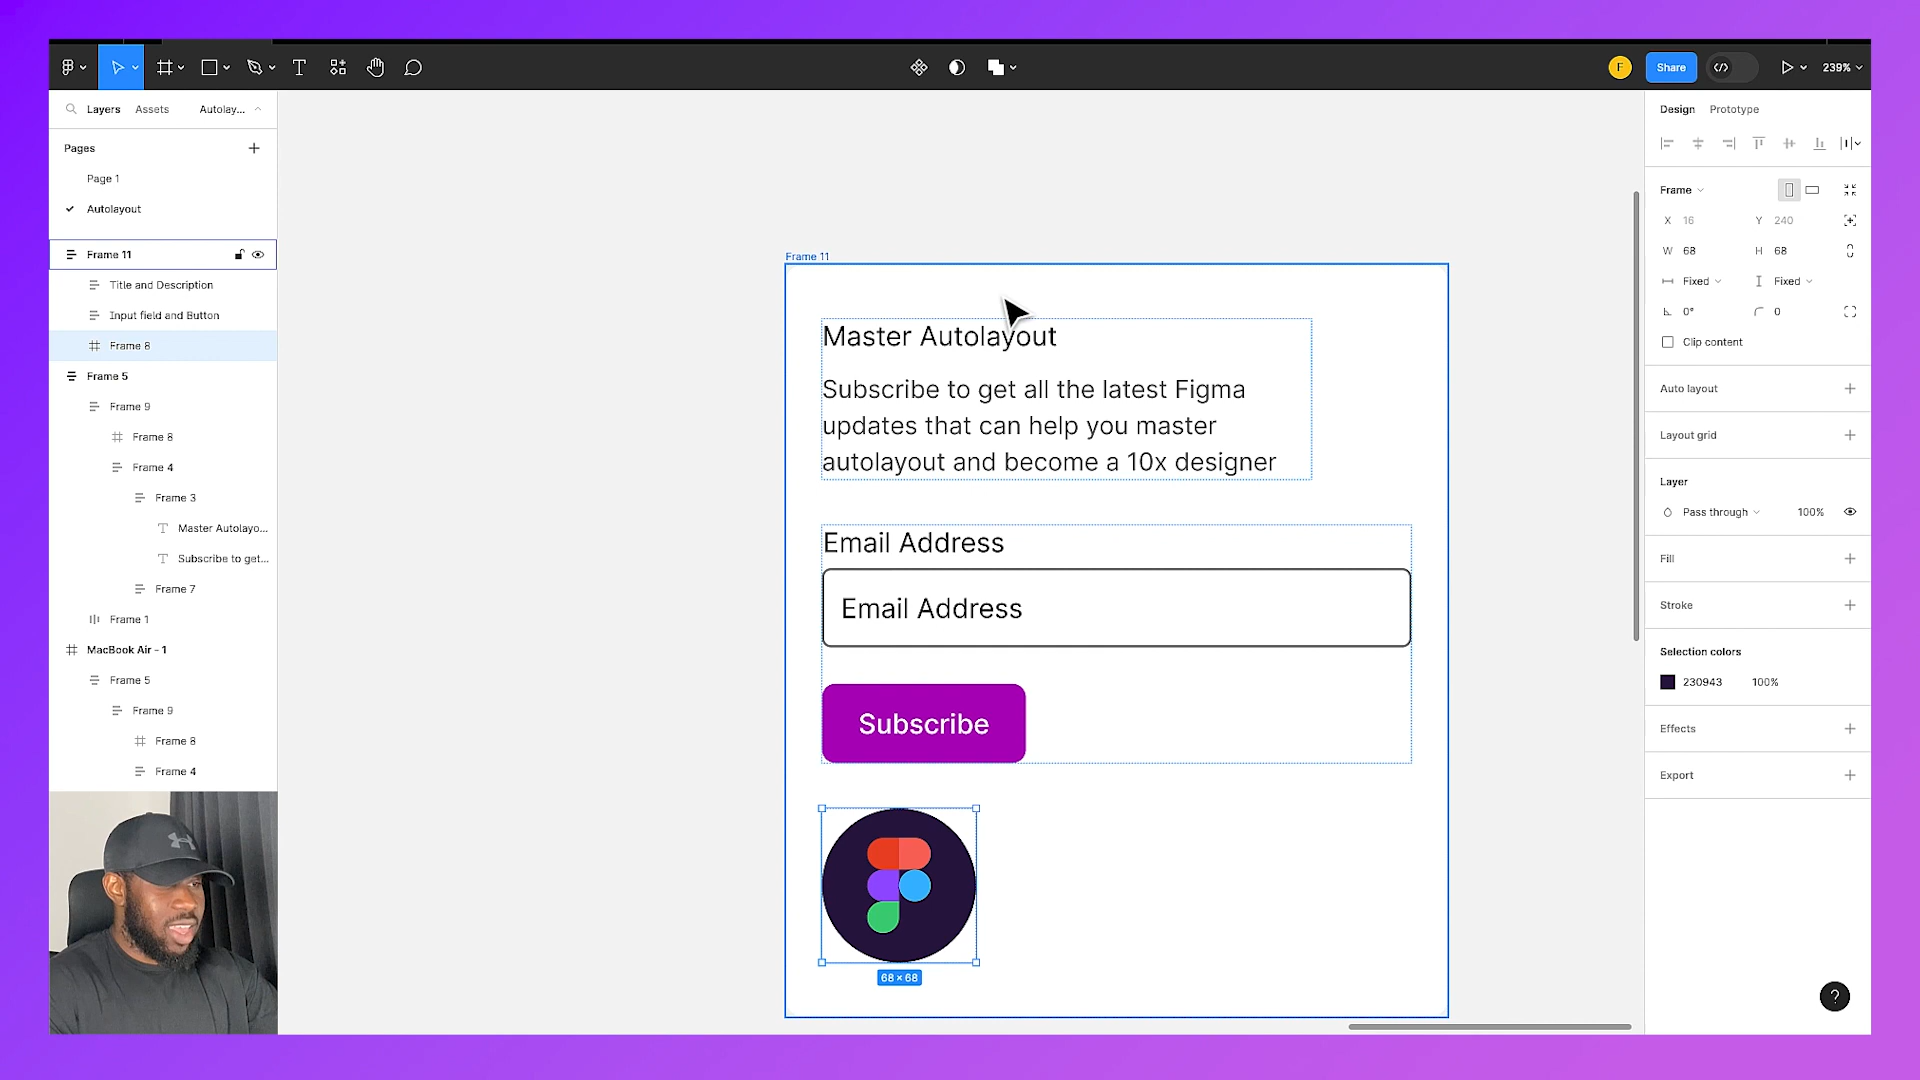 F
Share
239%
Layers Assets Autolay...
Pages
Page 1
Autolayout
Frame 11
Title and Description
Input field and Button
Frame 8
Frame 5
Frame 9
Frame 8
Frame 4
Frame 3
Master Autolayo...
Subscribe to get...
Frame 7
Frame 1
MacBook Air - 1
Frame 5
Frame 9
Frame 8
Frame 4
Frame 11
Master Autolayout
Subscribe to get all the latest Figma
updates that can help you master
autolayout and become a 10x designer
Email Address
Email Address
Subscribe
68 × 68
Design Prototype
Frame
X 16 Y 240
W 68 H 68
Fixed Fixed
0° 0
Clip content
Auto layout
Layout grid
Layer
Pass through 100%
Fill
Stroke
Selection colors
230943 100%
Effects
Export
?